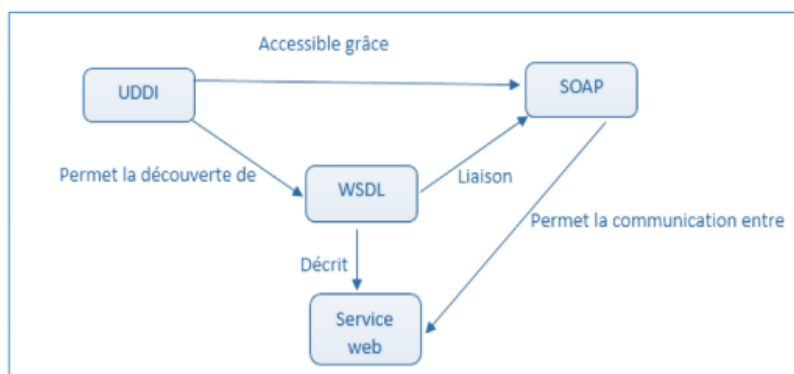 Accessible grâce
UDDI
SOAP
Permet la découverte de
WSDL
Liaison
Permet la communication entre
Décrit
Service
web